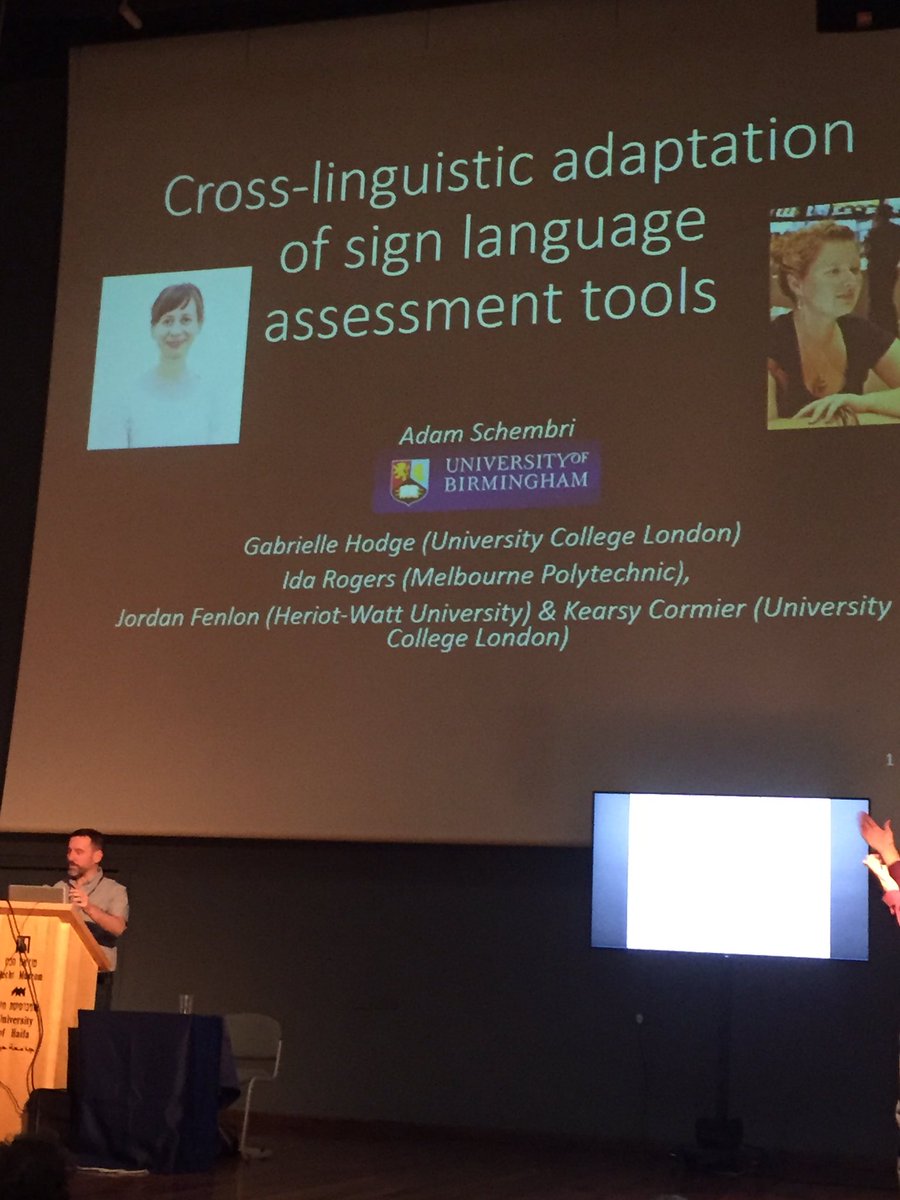 Cross-linguistic adaptation
of sign language
assessment tools
Adam Schembri
UNIVERSITY OF
BIRMINGHAM
Gabrielle Hodge (University College London)
Ida Rogers (Melbourne Polytechnic),
Jordan Fenlon (Heriot-Watt University) & Kearsy Cormier (University
College London)
1
University
of Haifa